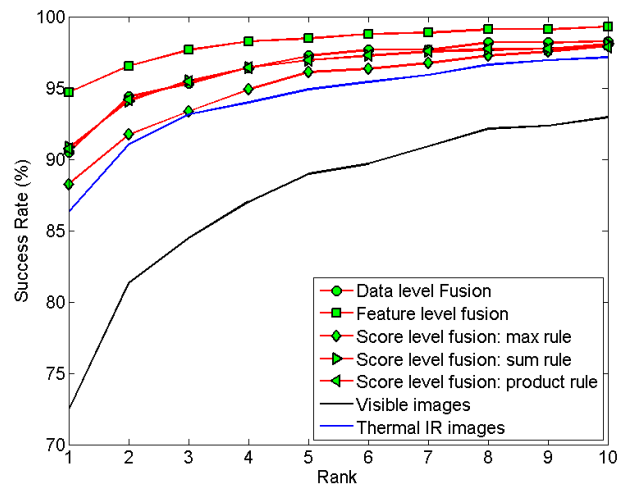 100
95
90
85
80
75
70
Success Rate (%)
1 2 3 4 5 6 7 8 9 10
Rank
Data level Fusion
Feature level fusion
Score level fusion: max rule
Score level fusion: sum rule
Score level fusion: product rule
Visible images
Thermal IR images